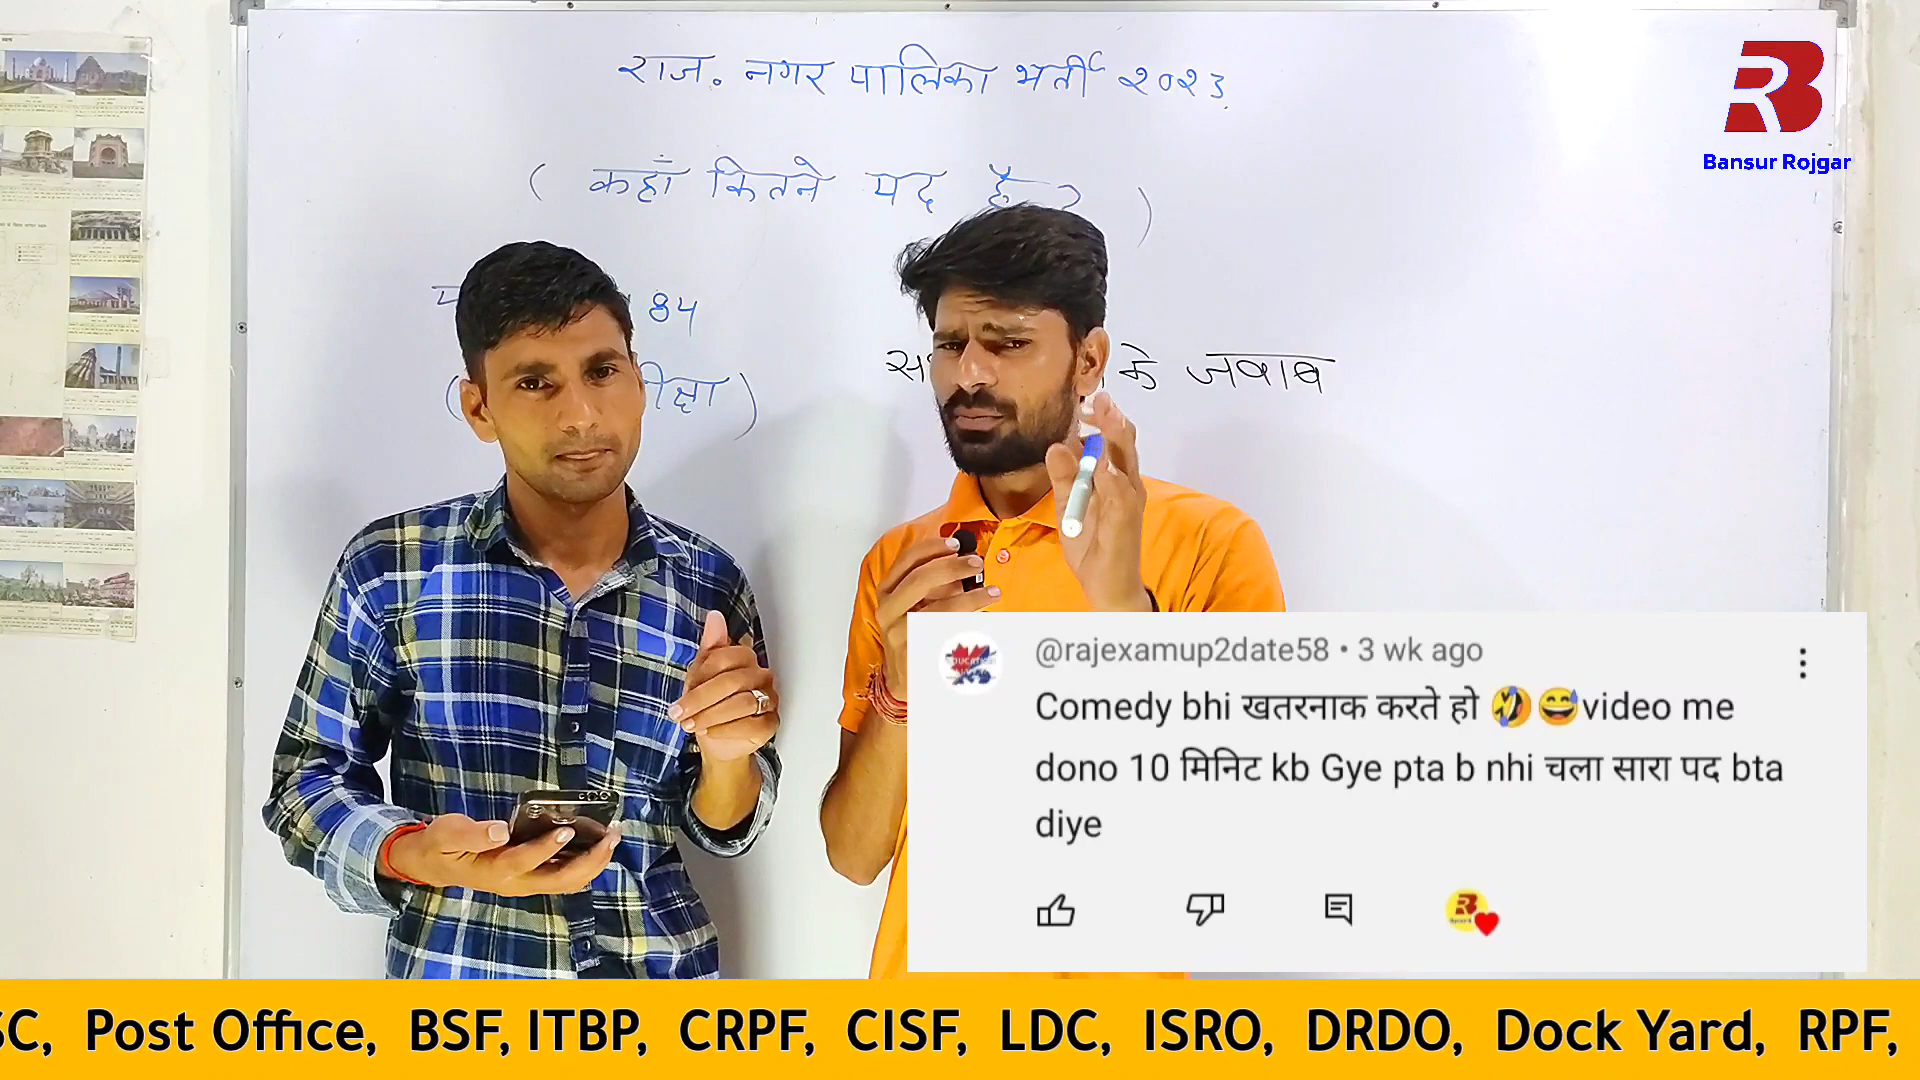 राज. नगर पालिका भर्ती २०२३
( कहाँ कितने पद हैं ? )
84
के जवाब
Bansur Rojgar
@rajexamup2date58 • 3 wk ago
Comedy bhi खतरनाक करते हो 🤣😅video me
dono 10 मिनिट kb Gye pta b nhi चला सारा पद bta
diye
SC, Post Office, BSF, ITBP, CRPF, CISF, LDC, ISRO, DRDO, Dock Yard, RPF,